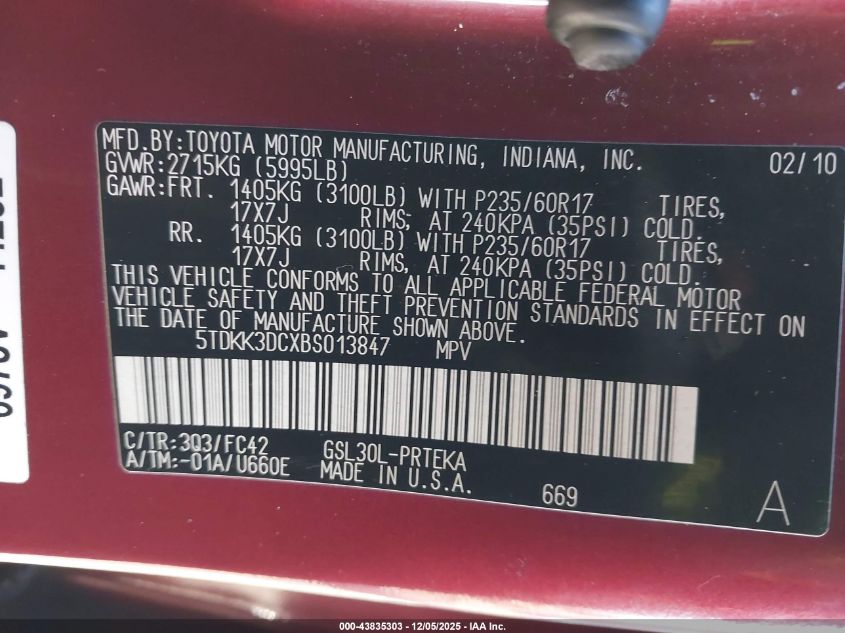 MFD.BY:TOYOTA MOTOR MANUFACTURING, INDIANA, INC. 02/10
GVWR:2715KG (5995LB)
GAWR:FRT. 1405KG (3100LB) WITH P235/60R17 TIRES,
17X7J RIMS, AT 240KPA (35PSI) COLD.
RR. 1405KG (3100LB) WITH P235/60R17 TIRES,
17X7J RIMS, AT 240KPA (35PSI) COLD.
THIS VEHICLE CONFORMS TO ALL APPLICABLE FEDERAL MOTOR
VEHICLE SAFETY AND THEFT PREVENTION STANDARDS IN EFFECT ON
THE DATE OF MANUFACTURE SHOWN ABOVE.
5TDKK3DCXBS013847 MPV
C/TR:3Q3/FC42 GSL30L-PRTEKA
A/TM:-01A/U660E MADE IN U.S.A.
669 A
000-43835303 - 12/05/2025 - IAA Inc.